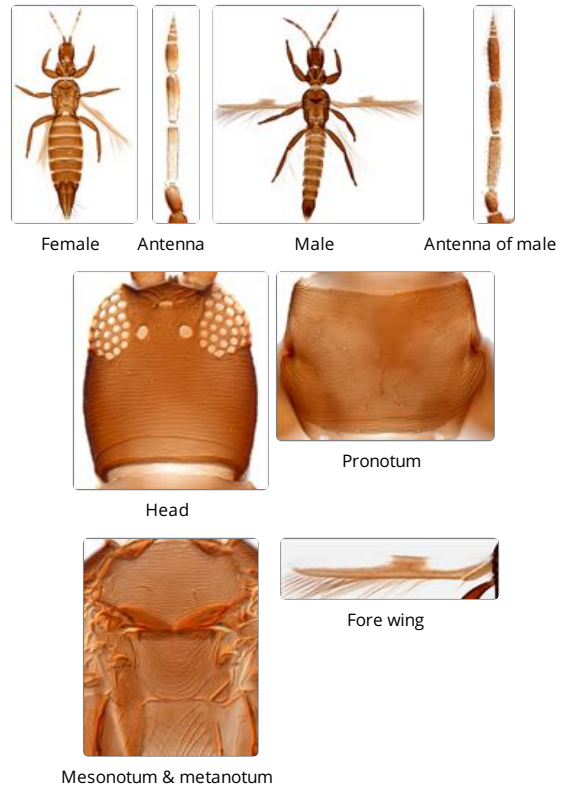 Female
Antenna
Male
Antenna of male
Head
Pronotum
Mesonotum & metanotum
Fore wing